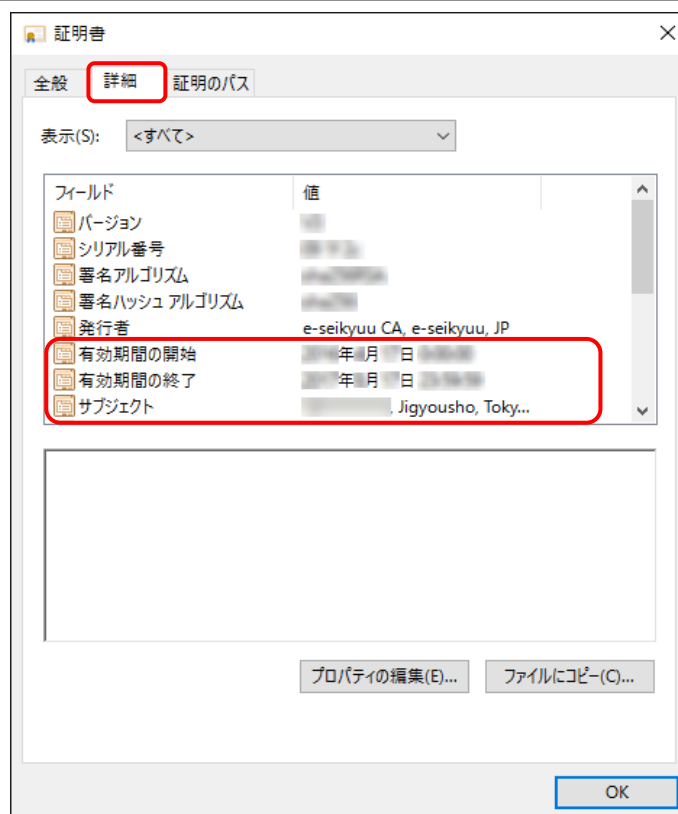 証明書
全般 詳細 証明のパス
表示(S): <すべて>
フィールド 値
バージョン
シリアル番号
署名アルゴリズム
署名ハッシュ アルゴリズム
発行者 e-seikyuu CA, e-seikyuu, JP
有効期間の開始 年 月 日
有効期間の終了 年 月 日
サブジェクト , Jigyousho, Toky...
プロパティの編集(E)... ファイルにコピー(C)...
OK